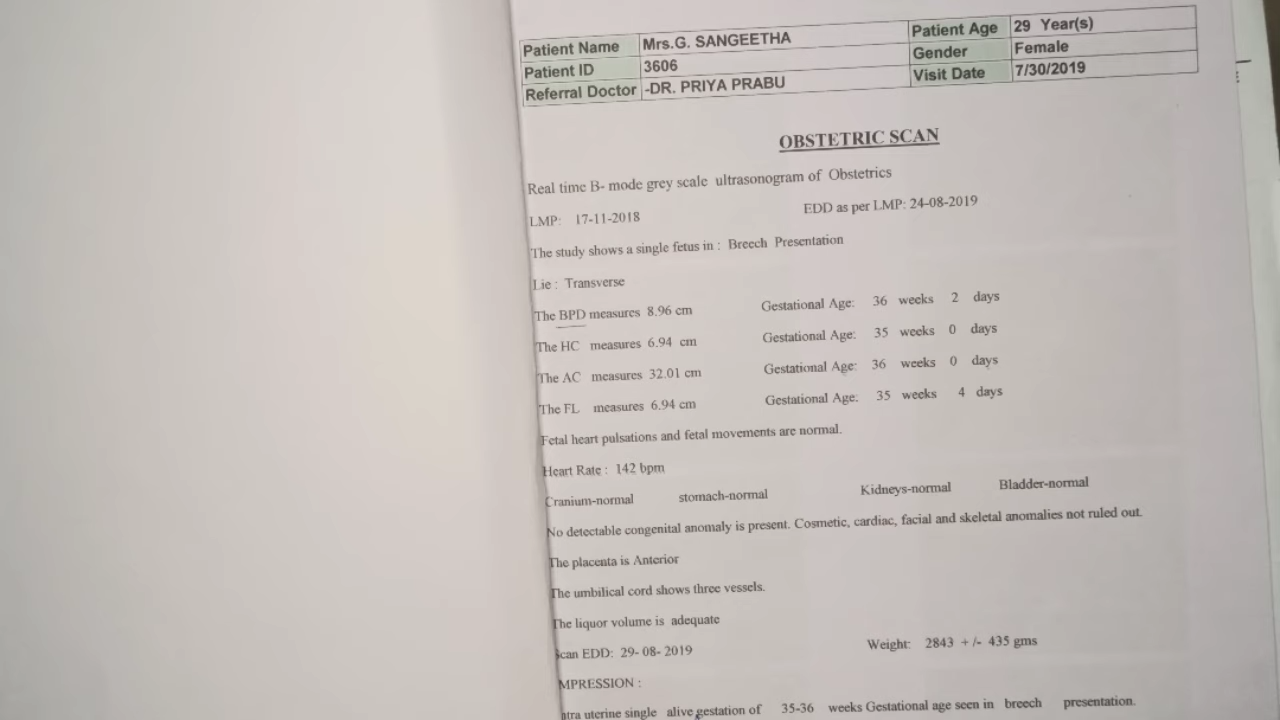 Patient Name Mrs.G. SANGEETHA Patient Age 29 Year(s)
Patient ID 3606 Gender Female
Referral Doctor -DR. PRIYA PRABU Visit Date 7/30/2019
OBSTETRIC SCAN
Real time B- mode grey scale ultrasonogram of Obstetrics
LMP: 17-11-2018 EDD as per LMP: 24-08-2019
The study shows a single fetus in : Breech Presentation
Lie : Transverse
The BPD measures 8.96 cm Gestational Age: 36 weeks 2 days
The HC measures 6.94 cm Gestational Age: 35 weeks 0 days
The AC measures 32.01 cm Gestational Age: 36 weeks 0 days
The FL measures 6.94 cm Gestational Age: 35 weeks 4 days
Fetal heart pulsations and fetal movements are normal.
Heart Rate : 142 bpm
Cranium-normal stomach-normal Kidneys-normal Bladder-normal
No detectable congenital anomaly is present. Cosmetic, cardiac, facial and skeletal anomalies not ruled out.
The placenta is Anterior
The umbilical cord shows three vessels.
The liquor volume is adequate
Scan EDD: 29- 08- 2019 Weight: 2843 +/- 435 gms
MPRESSION :
ntra uterine single alive gestation of 35-36 weeks Gestational age seen in breech presentation.